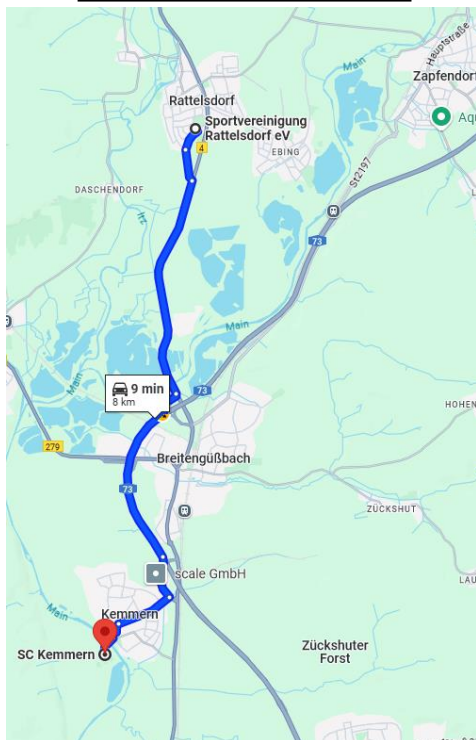 Hauptstraße
Main
Zapfendorf
Rattelsdorf
Aqu
Sportvereinigung
Rattelsdorf eV
4
EBING
St2197
DASCHENDORF
Itz
73
Main
Main
73
9 min
8 km
HOHEN
279
Breitengüßbach
73
ZÜCKSHUT
scale GmbH
LAU
Main
Kemmern
SC Kemmern
Zückshuter
Forst